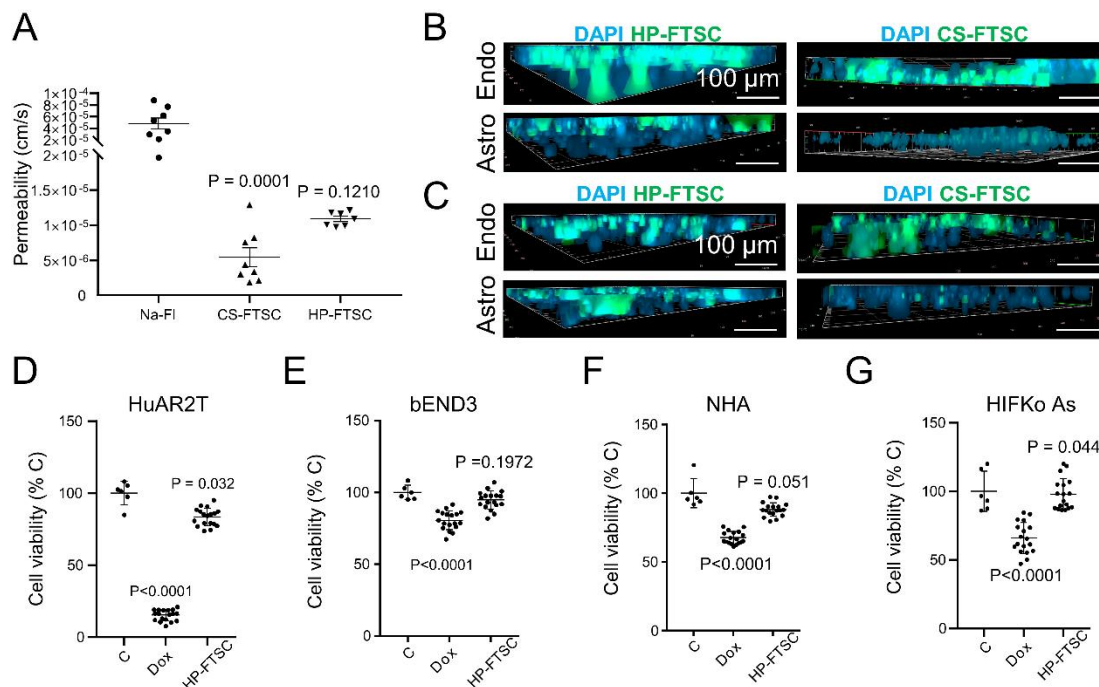 A
Permeability (cm/s)
1×10⁻⁴
8×10⁻⁵
6×10⁻⁵
4×10⁻⁵
2×10⁻⁵
2×10⁻⁵
1.5×10⁻⁵
1×10⁻⁵
5×10⁻⁶
0
P = 0.0001
P = 0.1210
Na-Fl
CS-FTSC
HP-FTSC
B
DAPI HP-FTSC
DAPI CS-FTSC
Endo
100 µm
Astro
C
DAPI HP-FTSC
DAPI CS-FTSC
Endo
100 µm
Astro
D
HuAR2T
Cell viability (% C)
150
100
50
0
P = 0.032
P<0.0001
C
Dox
HP-FTSC
E
bEND3
Cell viability (% C)
150
100
50
0
P =0.1972
P<0.0001
C
Dox
HP-FTSC
F
NHA
Cell viability (% C)
150
100
50
0
P = 0.051
P<0.0001
C
Dox
HP-FTSC
G
HIFKo As
Cell viability (% C)
150
100
50
0
P = 0.044
P<0.0001
C
Dox
HP-FTSC